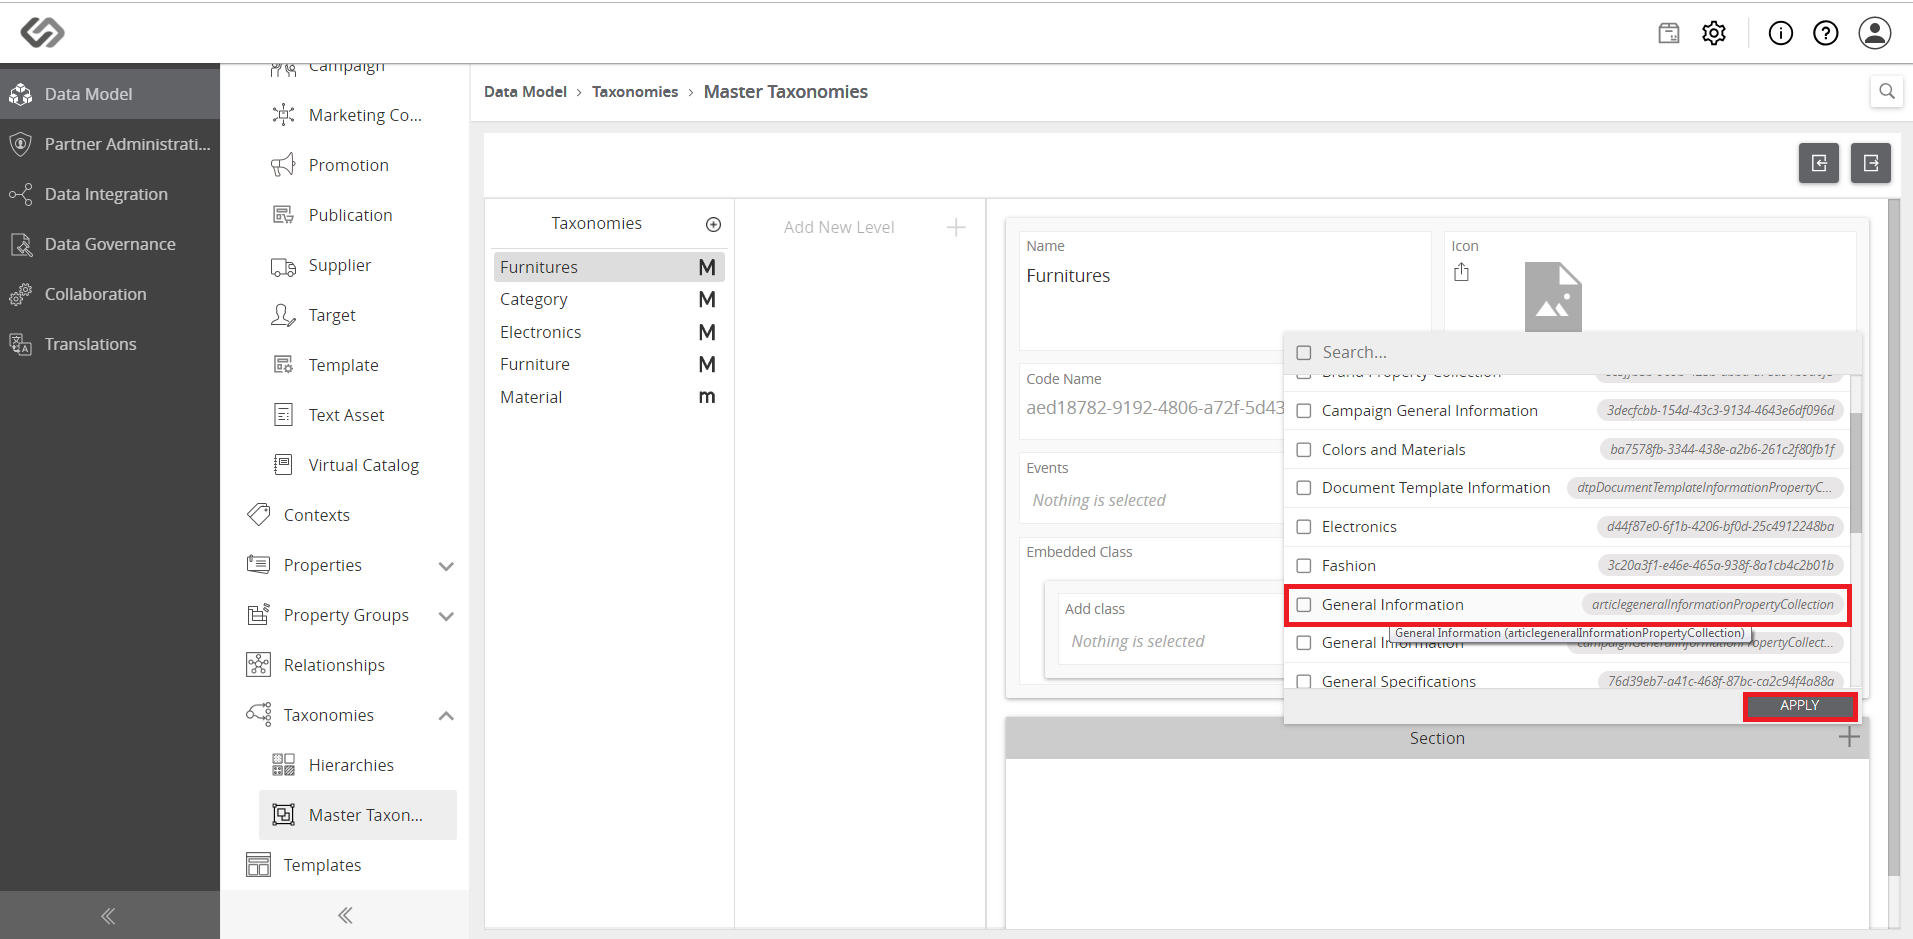 Data Model
Partner Administrati...
Data Integration
Data Governance
Collaboration
Translations
Campaign
Marketing Co...
Promotion
Publication
Supplier
Target
Template
Text Asset
Virtual Catalog
Contexts
Properties
Property Groups
Relationships
Taxonomies
Hierarchies
Master Taxon...
Templates
Data Model > Taxonomies > Master Taxonomies
Taxonomies
Furnitures M
Category M
Electronics M
Furniture M
Material m
Add New Level
Name
Furnitures
Icon
Code Name
aed18782-9192-4806-a72f-5d43
Events
Nothing is selected
Embedded Class
Add class
Nothing is selected
Search...
Brand Property Collection
Campaign General Information 3decfcbb-154d-43c3-9134-4643e6df096d
Colors and Materials ba7578fb-3344-438e-a2b6-261c2f80fb1f
Document Template Information dtpDocumentTemplateInformationPropertyC...
Electronics d44f87e0-6f1b-4206-bf0d-25c4912248ba
Fashion 3c20a3f1-e46e-465a-938f-8a1cb4c2b01b
General Information articlegeneralInformationPropertyCollection
General Information (articlegeneralInformationPropertyCollection)
General Information campaignGeneralInformationPropertyCollect...
General Specifications 76d39eb7-a41c-468f-87bc-ca2c94f4a88a
APPLY
Section